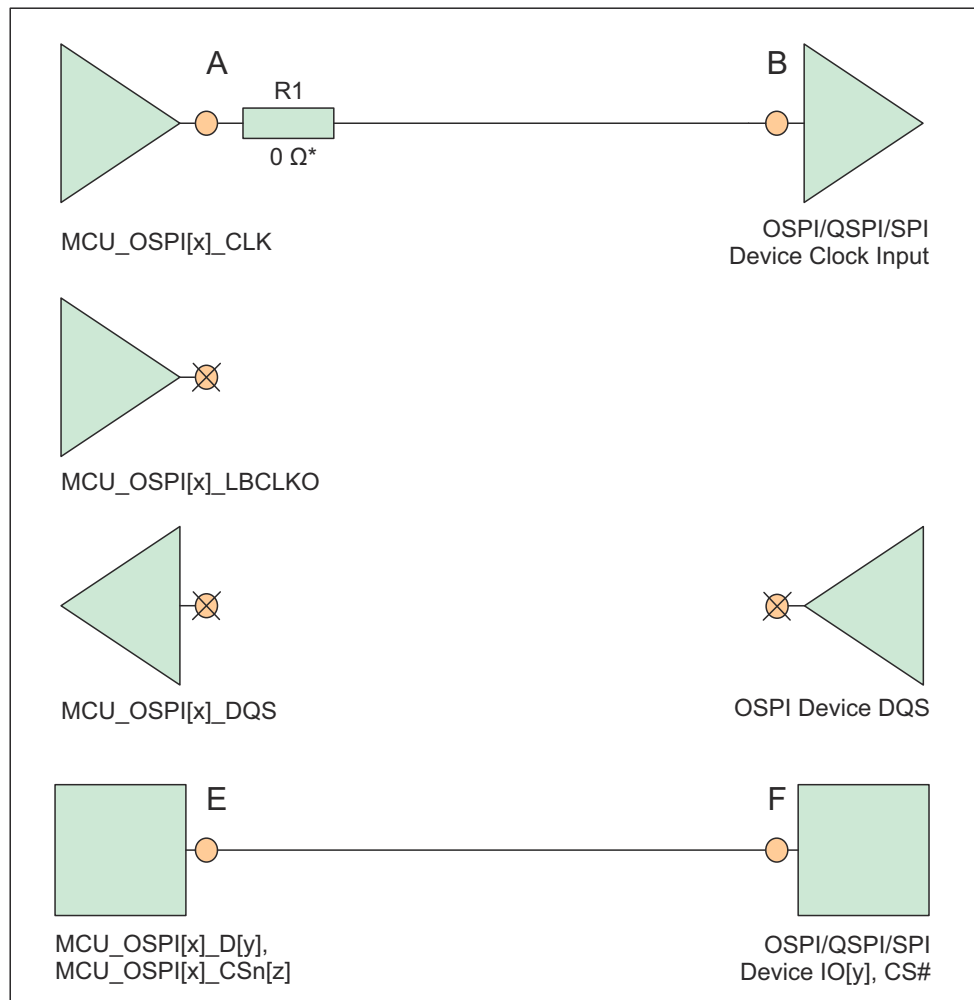 A
B
R1
0 Ω*
MCU_OSPI[x]_CLK
OSPI/QSPI/SPI
Device Clock Input
MCU_OSPI[x]_LBCLKO
MCU_OSPI[x]_DQS
OSPI Device DQS
E
F
MCU_OSPI[x]_D[y],
MCU_OSPI[x]_CSn[z]
OSPI/QSPI/SPI
Device IO[y], CS#